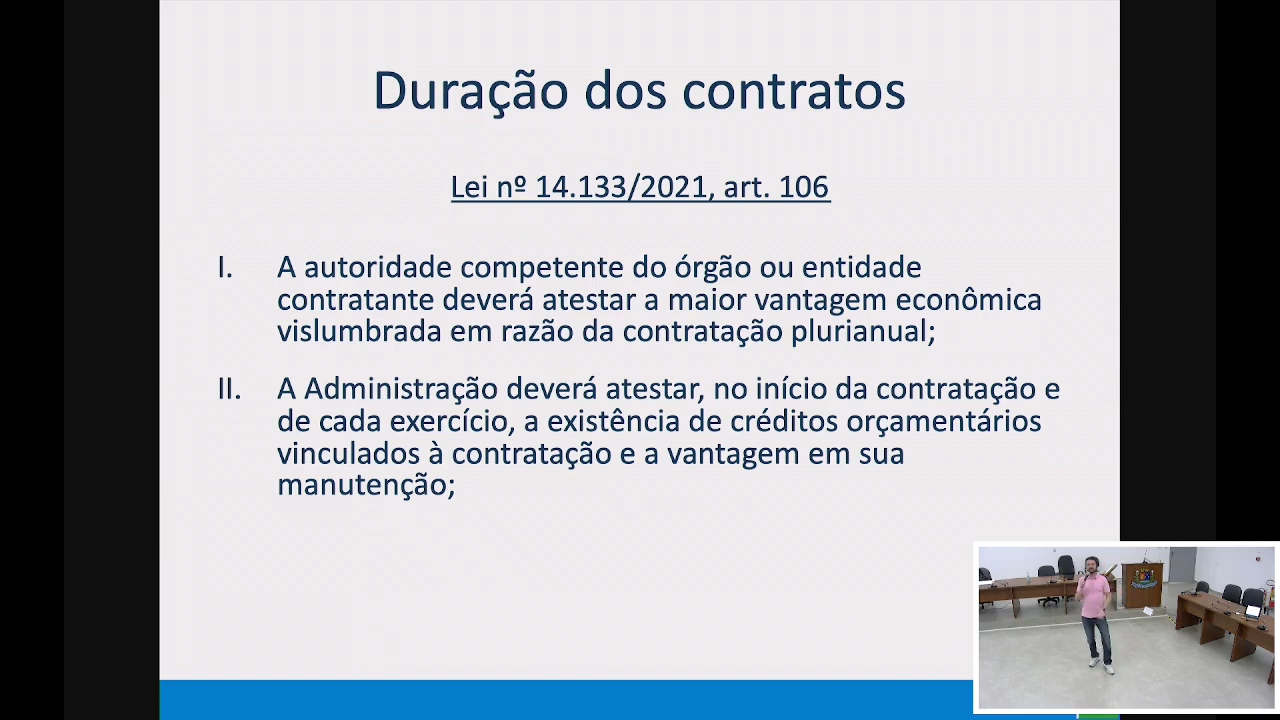 Duração dos contratos
Lei nº 14.133/2021, art. 106
I. A autoridade competente do órgão ou entidade
contratante deverá atestar a maior vantagem econômica
vislumbrada em razão da contratação plurianual;
II. A Administração deverá atestar, no início da contratação e
de cada exercício, a existência de créditos orçamentários
vinculados à contratação e a vantagem em sua
manutenção;